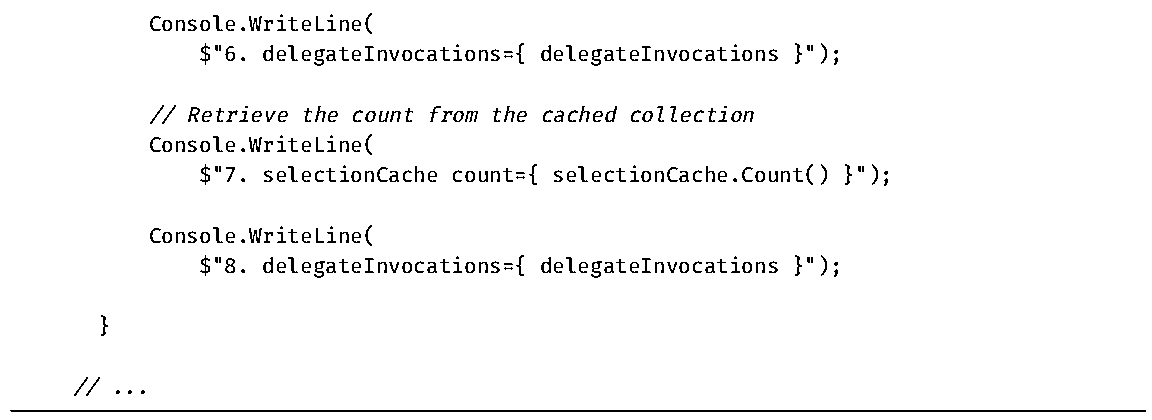 Console.WriteLine(
$"6. delegateInvocations={ delegateInvocations }");
// Retrieve the count from the cached collection
Console.WriteLine(
$"7. selectionCache count={ selectionCache.Count() }");
Console.WriteLine(
$"8. delegateInvocations={ delegateInvocations }");
}
// ...